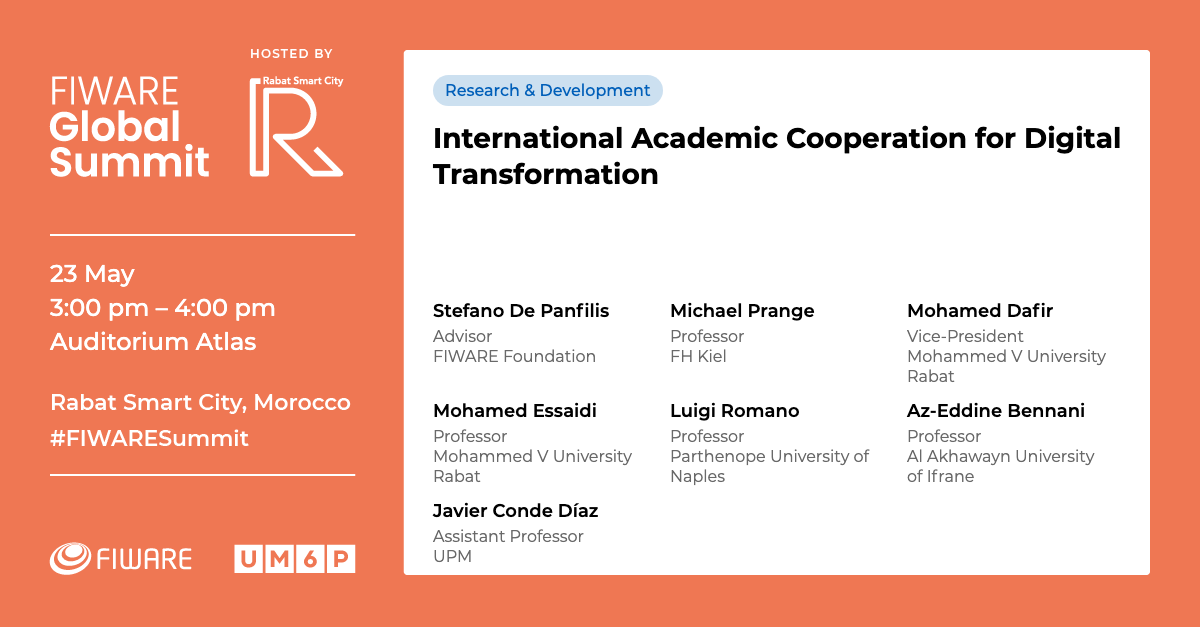 FIWARE
Global
Summit
HOSTED BY
Rabat Smart City
R
23 May
3:00 pm – 4:00 pm
Auditorium Atlas
Rabat Smart City, Morocco
#FIWARESummit
FIWARE
UM6P
Research & Development
International Academic Cooperation for Digital
Transformation
Stefano De Panfilis
Advisor
FIWARE Foundation
Michael Prange
Professor
FH Kiel
Mohamed Dafir
Vice-President
Mohammed V University
Rabat
Mohamed Essaidi
Professor
Mohammed V University
Rabat
Luigi Romano
Professor
Parthenope University of
Naples
Az-Eddine Bennani
Professor
Al Akhawayn University
of Ifrane
Javier Conde Díaz
Assistant Professor
UPM